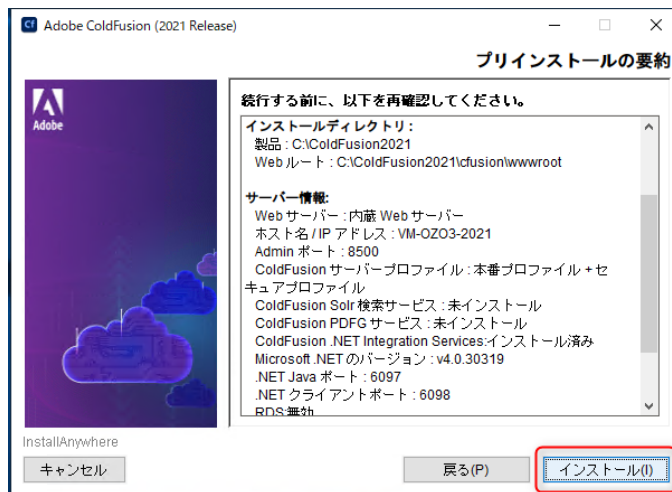 Adobe ColdFusion (2021 Release)
プリインストールの要約
Adobe
続行する前に、以下を再確認してください。
インストールディレクトリ :
製品 : C:\ColdFusion2021
Web ルート : C:\ColdFusion2021\cfusion\wwwroot
サーバー情報:
Web サーバー : 内蔵 Web サーバー
ホスト名 / IP アドレス : VM-OZO3-2021
Admin ポート : 8500
ColdFusion サーバープロファイル : 本番プロファイル + セ
キュアプロファイル
ColdFusion Solr 検索サービス : 未インストール
ColdFusion PDFG サービス : 未インストール
ColdFusion .NET Integration Services:インストール済み
Microsoft .NET のバージョン : v4.0.30319
.NET Java ポート : 6097
.NET クライアントポート : 6098
RDS:無効
InstallAnywhere
キャンセル
戻る(P)
インストール(I)